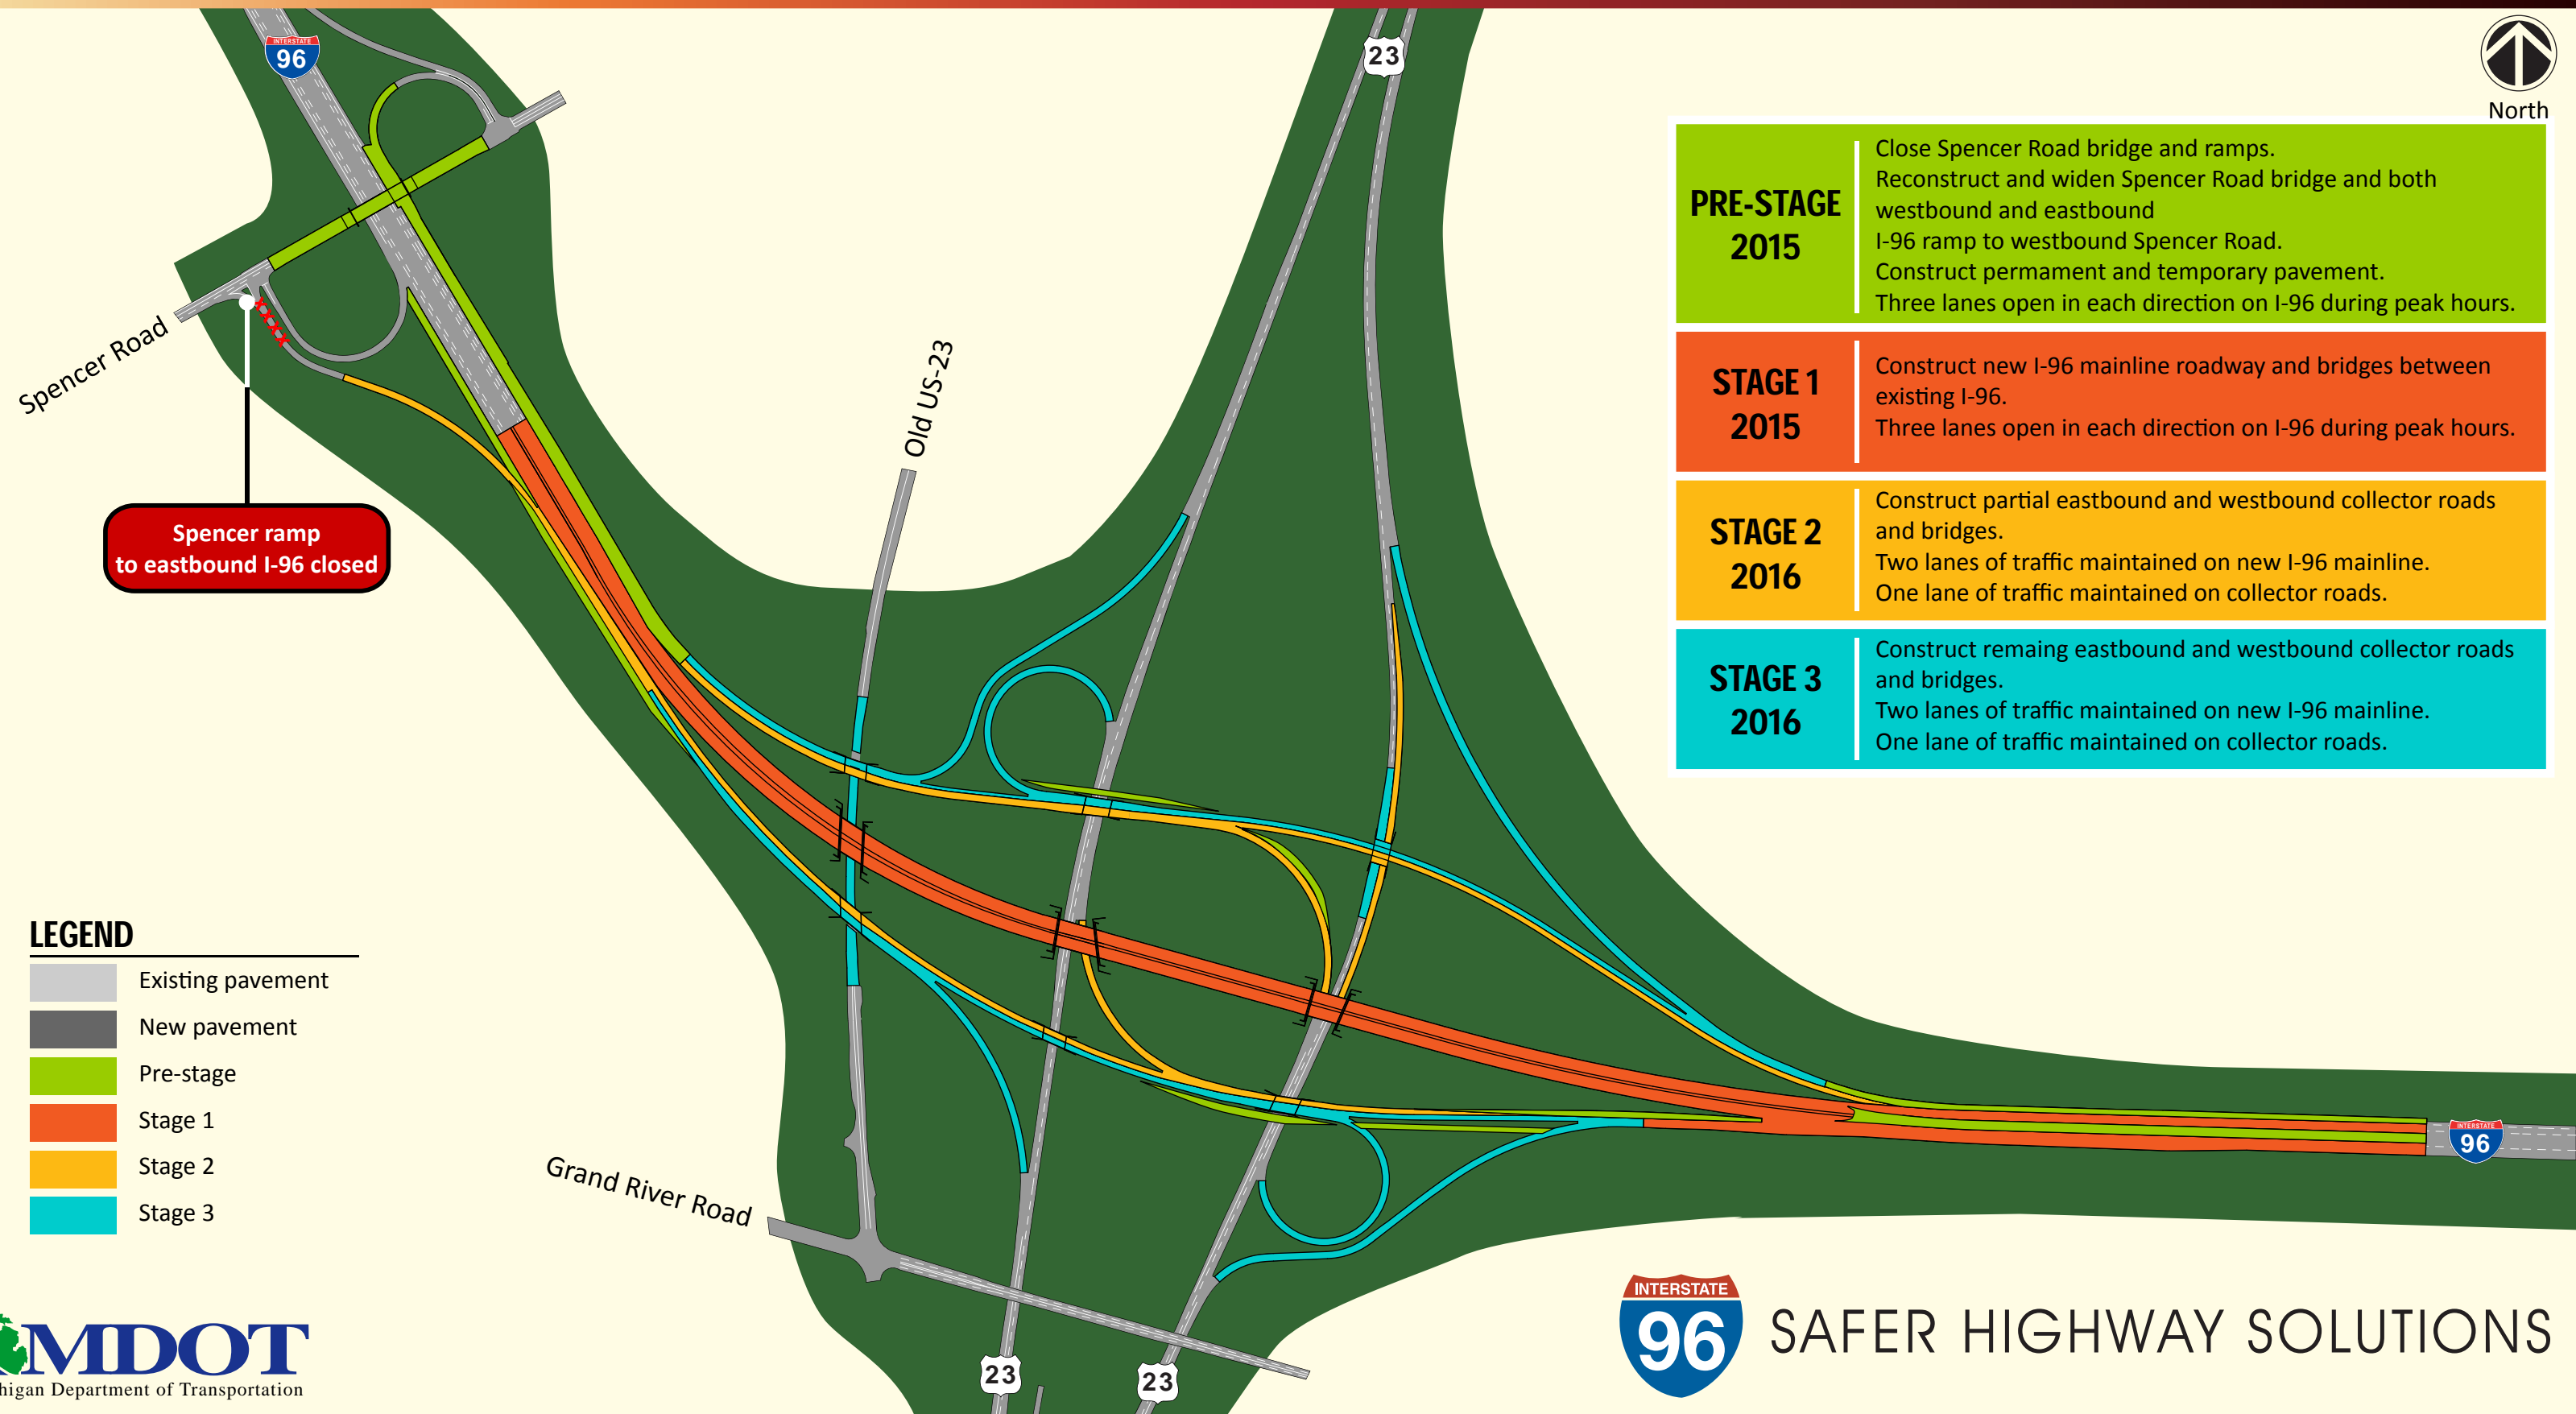 INTERSTATE
96
23
North
PRE-STAGE
2015
Close Spencer Road bridge and ramps.
Reconstruct and widen Spencer Road bridge and both
westbound and eastbound
I-96 ramp to westbound Spencer Road.
Construct permament and temporary pavement.
Three lanes open in each direction on I-96 during peak hours.
STAGE 1
2015
Construct new I-96 mainline roadway and bridges between
existing I-96.
Three lanes open in each direction on I-96 during peak hours.
STAGE 2
2016
Construct partial eastbound and westbound collector roads
and bridges.
Two lanes of traffic maintained on new I-96 mainline.
One lane of traffic maintained on collector roads.
STAGE 3
2016
Construct remaing eastbound and westbound collector roads
and bridges.
Two lanes of traffic maintained on new I-96 mainline.
One lane of traffic maintained on collector roads.
Spencer Road
Old US-23
Spencer ramp
to eastbound I-96 closed
LEGEND
Existing pavement
New pavement
Pre-stage
Stage 1
Stage 2
Stage 3
Grand River Road
INTERSTATE
96
23
23
MDOT
higan Department of Transportation
INTERSTATE
96
SAFER HIGHWAY SOLUTIONS